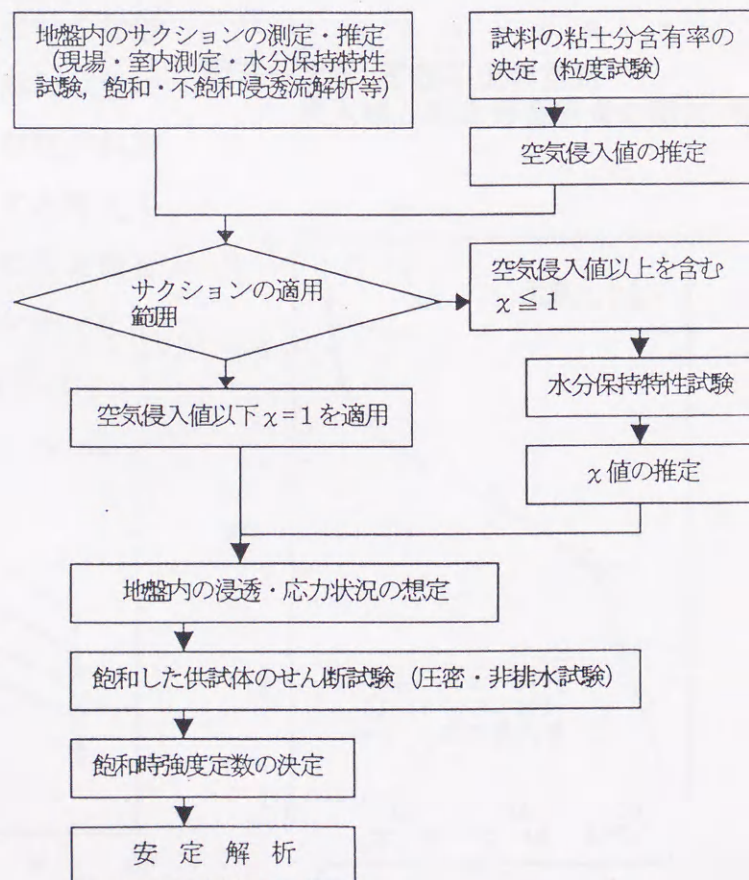 地盤内のサクションの測定・推定
(現場・室内測定・水分保持特性
試験, 飽和・不飽和浸透流解析等)
試料の粘土分含有率の
決定 (粒度試験)
空気侵入値の推定
サクションの適用
範囲
空気侵入値以上を含む
χ≦1
水分保持特性試験
空気侵入値以下χ=1を適用
χ値の推定
地盤内の浸透・応力状況の想定
飽和した供試体のせん断試験 (圧密・非排水試験)
飽和時強度定数の決定
安 定 解 析